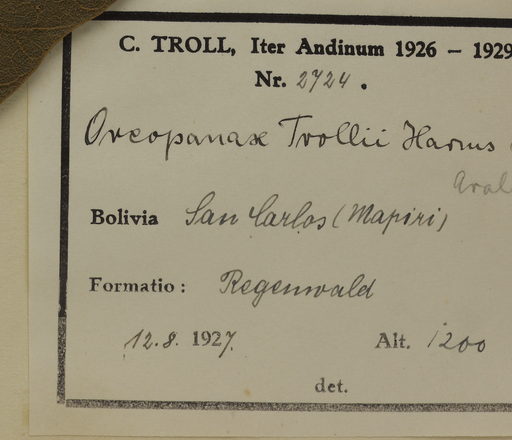 C. TROLL, Iter Andinum 1926 – 1929
Nr. 2724.
Oreopanax Trollii Harms
Aral
Bolivia San Carlos (Mapiri)
Formatio: Regenwald
12.8. 1927. Alt. 1200
det.